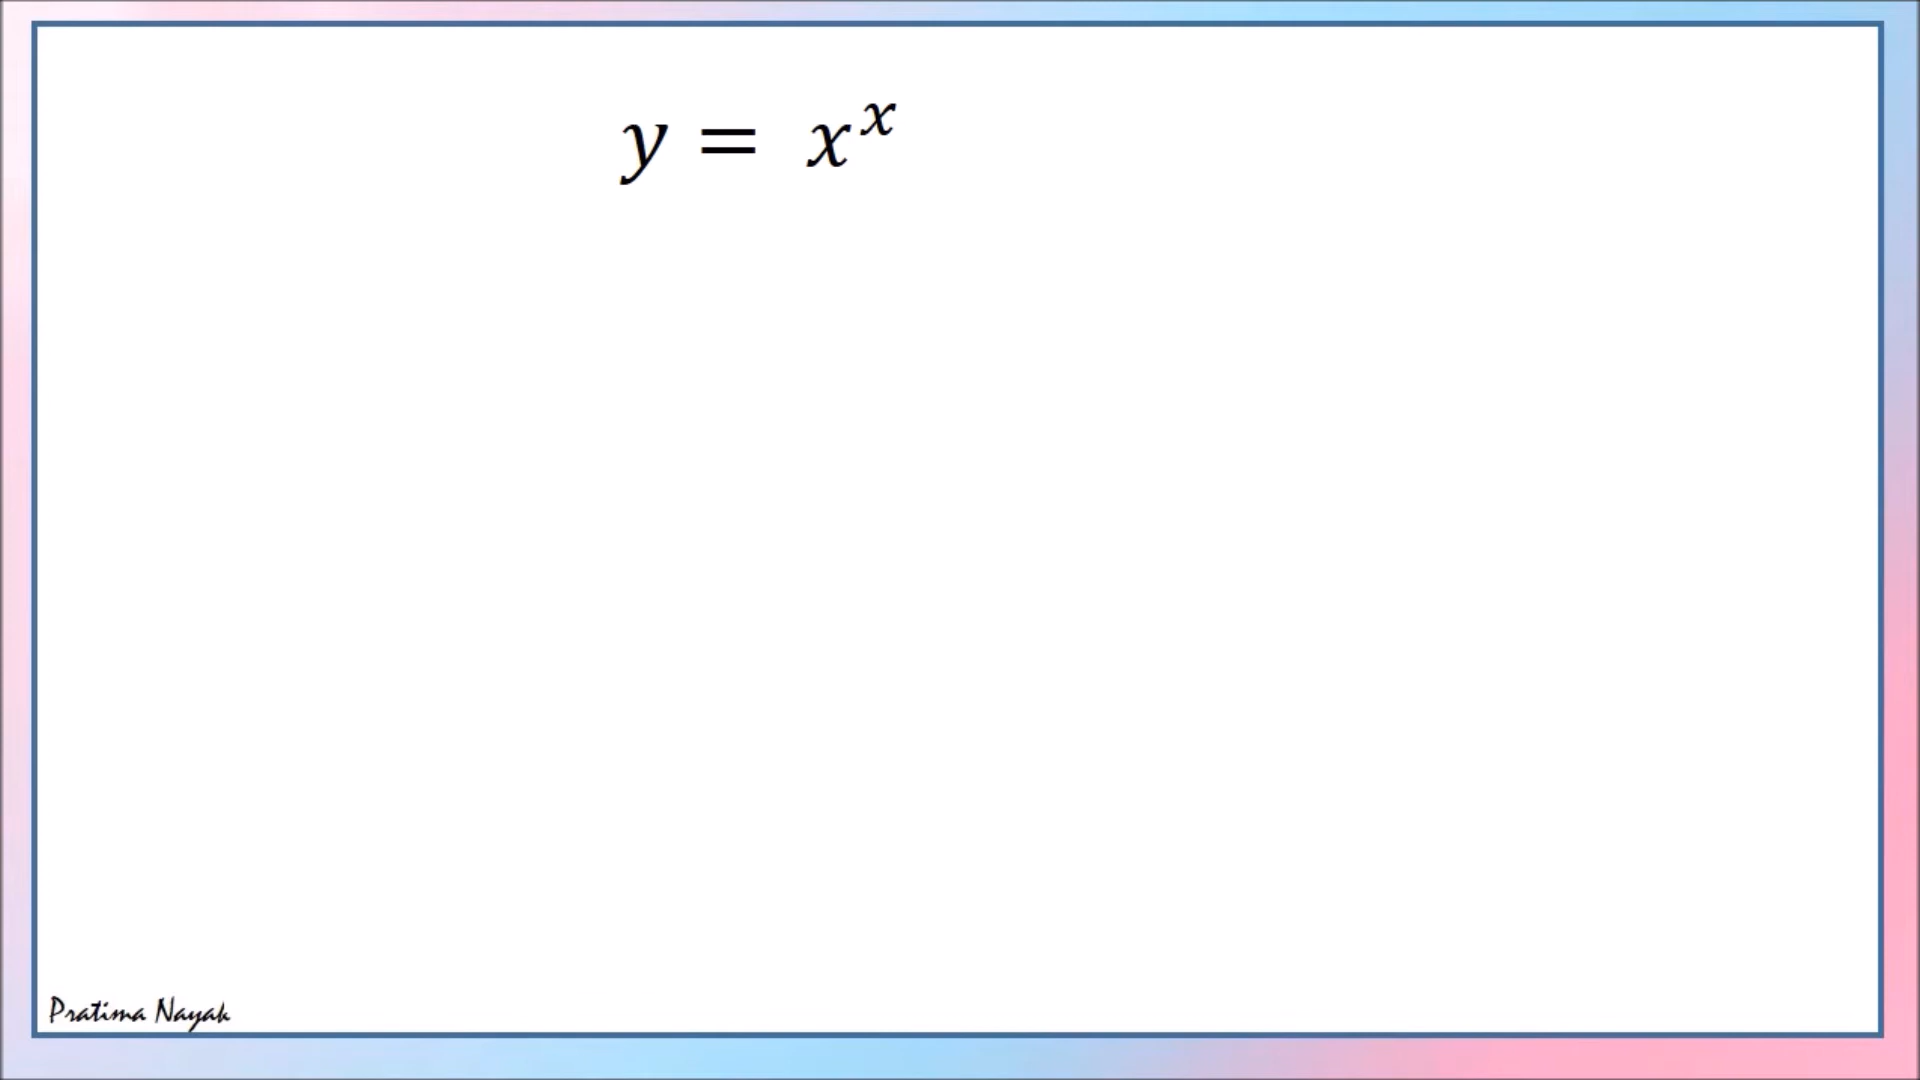 y = x^x
Pratima Nayak